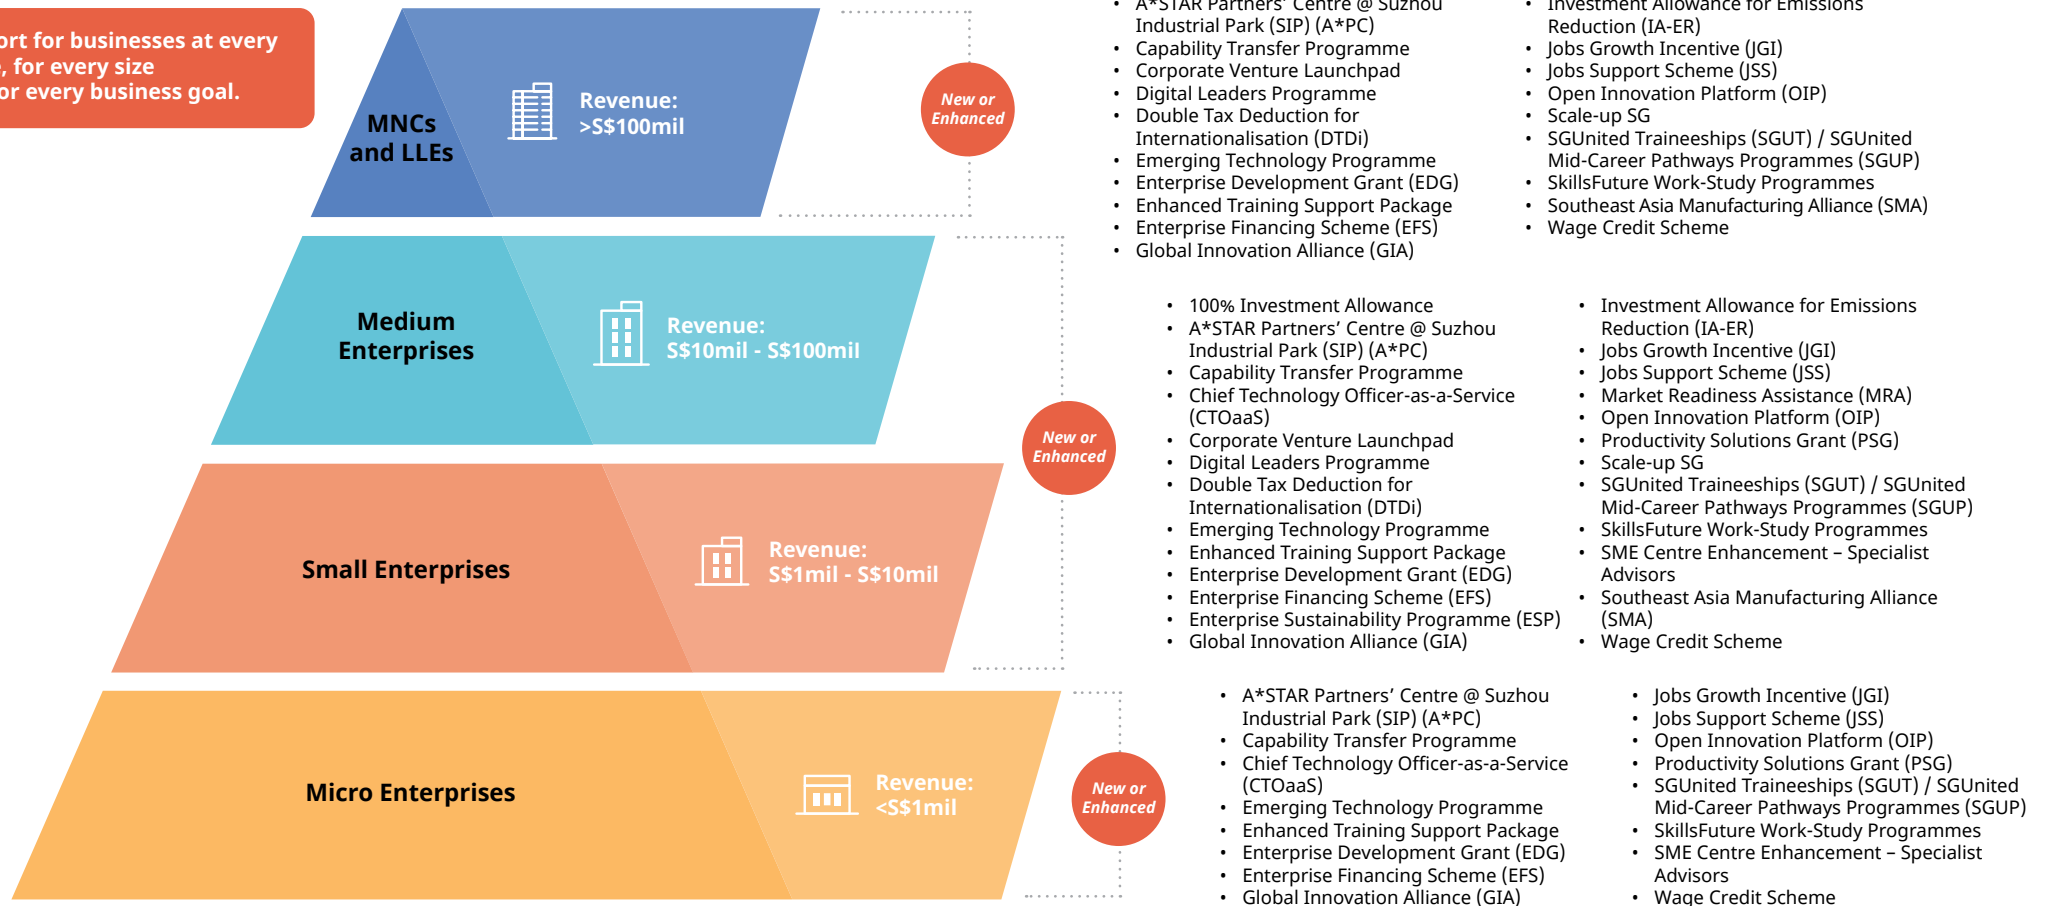 ort for businesses at every
, for every size
or every business goal.
MNCs
and LLEs
Revenue:
>S$100mil
New or
Enhanced
• A*STAR Partners’ Centre @ Suzhou
Industrial Park (SIP) (A*PC)
• Capability Transfer Programme
• Corporate Venture Launchpad
• Digital Leaders Programme
• Double Tax Deduction for
Internationalisation (DTDi)
• Emerging Technology Programme
• Enterprise Development Grant (EDG)
• Enhanced Training Support Package
• Enterprise Financing Scheme (EFS)
• Global Innovation Alliance (GIA)
• Investment Allowance for Emissions
Reduction (IA-ER)
• Jobs Growth Incentive (JGI)
• Jobs Support Scheme (JSS)
• Open Innovation Platform (OIP)
• Scale-up SG
• SGUnited Traineeships (SGUT) / SGUnited
Mid-Career Pathways Programmes (SGUP)
• SkillsFuture Work-Study Programmes
• Southeast Asia Manufacturing Alliance (SMA)
• Wage Credit Scheme
Medium
Enterprises
Revenue:
S$10mil - S$100mil
Small Enterprises
Revenue:
S$1mil - S$10mil
New or
Enhanced
• 100% Investment Allowance
• A*STAR Partners’ Centre @ Suzhou
Industrial Park (SIP) (A*PC)
• Capability Transfer Programme
• Chief Technology Officer-as-a-Service
(CTOaaS)
• Corporate Venture Launchpad
• Digital Leaders Programme
• Double Tax Deduction for
Internationalisation (DTDi)
• Emerging Technology Programme
• Enhanced Training Support Package
• Enterprise Development Grant (EDG)
• Enterprise Financing Scheme (EFS)
• Enterprise Sustainability Programme (ESP)
• Global Innovation Alliance (GIA)
• Investment Allowance for Emissions
Reduction (IA-ER)
• Jobs Growth Incentive (JGI)
• Jobs Support Scheme (JSS)
• Market Readiness Assistance (MRA)
• Open Innovation Platform (OIP)
• Productivity Solutions Grant (PSG)
• Scale-up SG
• SGUnited Traineeships (SGUT) / SGUnited
Mid-Career Pathways Programmes (SGUP)
• SkillsFuture Work-Study Programmes
• SME Centre Enhancement – Specialist
Advisors
• Southeast Asia Manufacturing Alliance
(SMA)
• Wage Credit Scheme
Micro Enterprises
Revenue:
<S$1mil
New or
Enhanced
• A*STAR Partners’ Centre @ Suzhou
Industrial Park (SIP) (A*PC)
• Capability Transfer Programme
• Chief Technology Officer-as-a-Service
(CTOaaS)
• Emerging Technology Programme
• Enhanced Training Support Package
• Enterprise Development Grant (EDG)
• Enterprise Financing Scheme (EFS)
• Global Innovation Alliance (GIA)
• Jobs Growth Incentive (JGI)
• Jobs Support Scheme (JSS)
• Open Innovation Platform (OIP)
• Productivity Solutions Grant (PSG)
• SGUnited Traineeships (SGUT) / SGUnited
Mid-Career Pathways Programmes (SGUP)
• SkillsFuture Work-Study Programmes
• SME Centre Enhancement – Specialist
Advisors
• Wage Credit Scheme